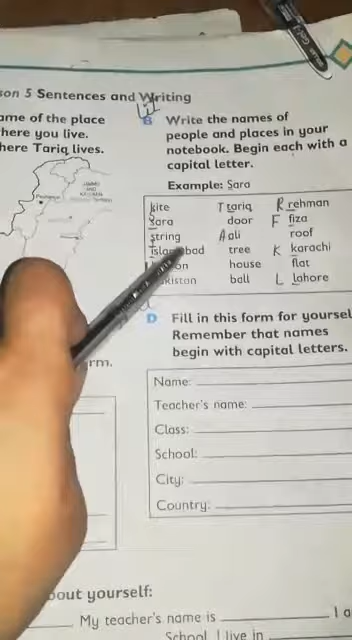 son 5 Sentences and Writing
ame of the place
here you live.
here Tariq lives.
B Write the names of
people and places in your
notebook. Begin each with a
capital letter.
Example: Sara
kite T tariq R rehman
sara door F fiza
string A ali roof
Islamabad tree K karachi
on house flat
kistan ball L lahore
D Fill in this form for yourself
Remember that names
begin with capital letters.
rm.
Name:
Teacher's name:
Class:
School:
City:
Country:
bout yourself:
My teacher's name is I a
School. I live in